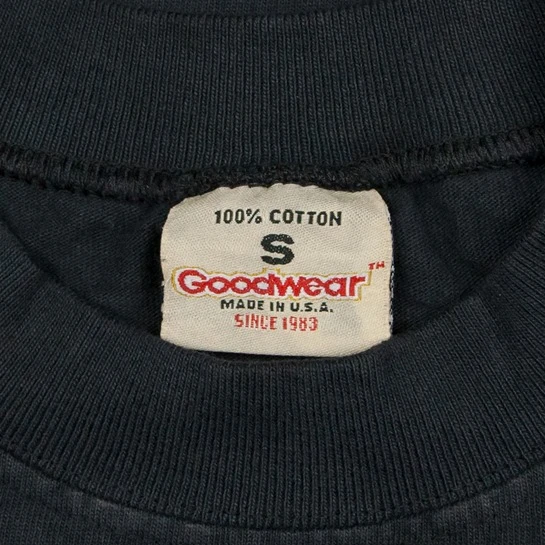 100% COTTON
S
Goodwear™
MADE IN U.S.A.
SINCE 1983